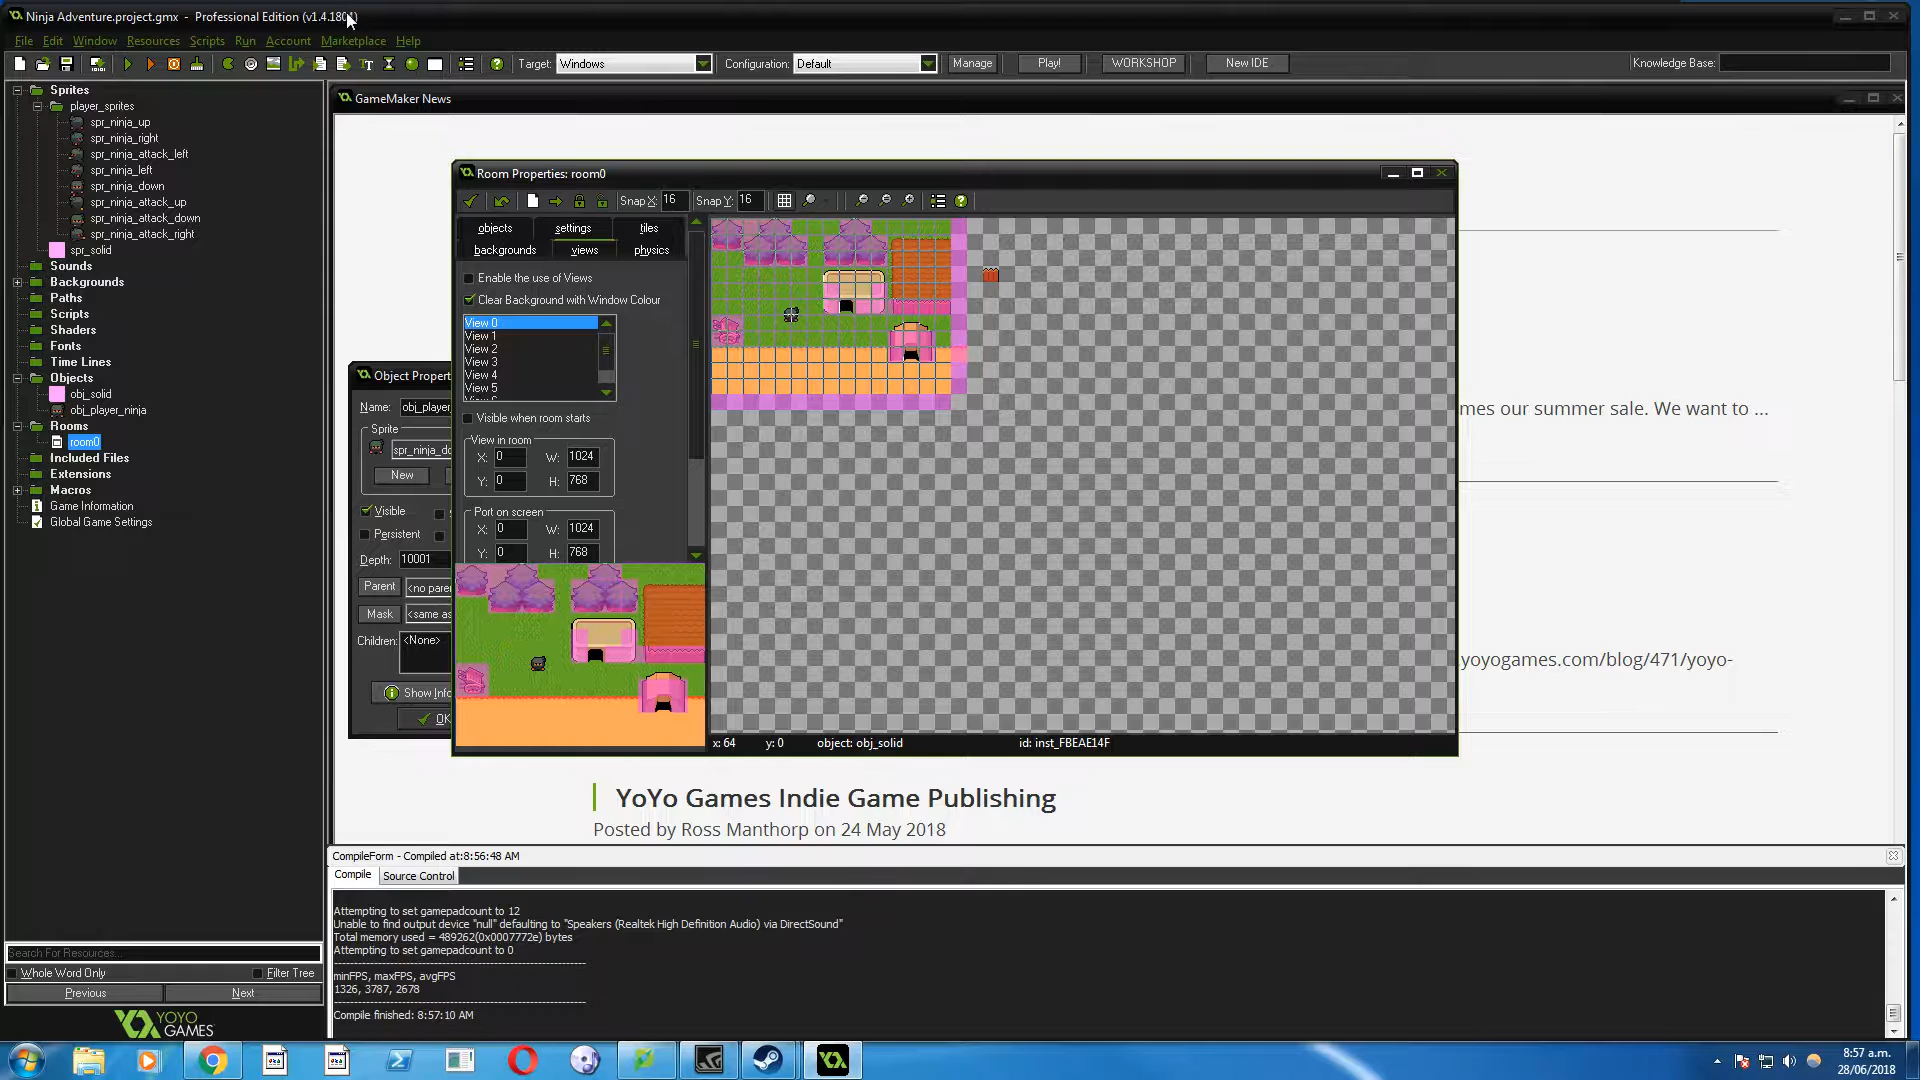 Ninja Adventure.project.gmx - Professional Edition (v1.4.1804)
File Edit Window Resources Scripts Run Account Marketplace Help
Target: Windows Configuration: Default Manage Play! WORKSHOP New IDE Knowledge Base:
Sprites
player_sprites
spr_ninja_up
spr_ninja_right
spr_ninja_attack_left
spr_ninja_left
spr_ninja_down
spr_ninja_attack_up
spr_ninja_attack_down
spr_ninja_attack_right
spr_solid
Sounds
Backgrounds
Paths
Scripts
Shaders
Fonts
Time Lines
Objects
obj_solid
obj_player_ninja
Rooms
room0
Included Files
Extensions
Macros
Game Information
Global Game Settings
Search For Resources...
Whole Word Only Filter Tree
Previous Next
YOYO
GAMES
GameMaker News
Room Properties: room0
Snap X: 16 Snap Y: 16
objects settings tiles
backgrounds views physics
Enable the use of Views
Clear Background with Window Colour
View 0
View 1
View 2
View 3
View 4
View 5
Visible when room starts
View in room
X: 0 W: 1024
Y: 0 H: 768
Port on screen
X: 0 W: 1024
Y: 0 H: 768
x: 64 y: 0 object: obj_solid id: inst_FBEAE14F
Object Propert
Name: obj_player
Sprite
spr_ninja_do
New
Visible
Persistent
Depth: 10001
Parent <no pare
Mask <same as
Children: <None>
Show Info
OK
mes our summer sale. We want to ...
yoyogames.com/blog/471/yoyo-
YoYo Games Indie Game Publishing
Posted by Ross Manthorp on 24 May 2018
CompileForm - Compiled at:8:56:48 AM
Compile Source Control
Attempting to set gamepadcount to 12
Unable to find output device "null" defaulting to "Speakers (Realtek High Definition Audio) via DirectSound"
Total memory used = 489262(0x0007772e) bytes
Attempting to set gamepadcount to 0
minFPS, maxFPS, avgFPS
1326, 3787, 2678
Compile finished: 8:57:10 AM
8:57 a.m.
28/06/2018